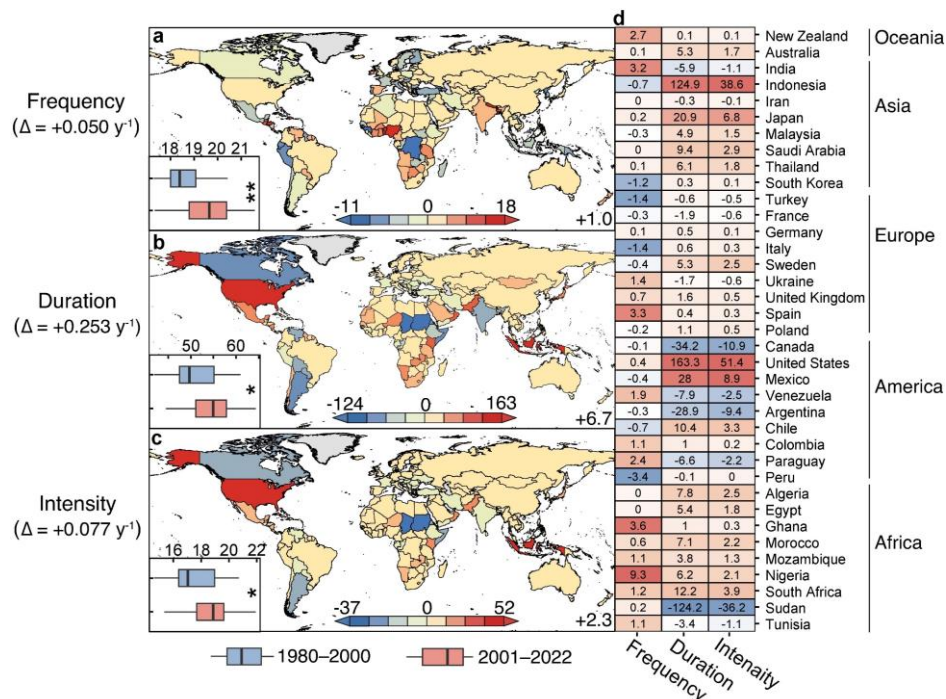 a
Frequency
(Δ = +0.050 y⁻¹)
18 19 20 21
**
-11 0 18
+1.0
b
Duration
(Δ = +0.253 y⁻¹)
50 60
*
-124 0 163
+6.7
c
Intensity
(Δ = +0.077 y⁻¹)
16 18 20 22
*
-37 0 52
+2.3
1980–2000 2001–2022
d
2.7 0.1 0.1 New Zealand
0.1 5.3 1.7 Australia
Oceania
3.2 -5.9 -1.1 India
-0.7 124.9 38.6 Indonesia
0 -0.3 -0.1 Iran
0.2 20.9 6.8 Japan
-0.3 4.9 1.5 Malaysia
0 9.4 2.9 Saudi Arabia
0.1 6.1 1.8 Thailand
-1.2 0.3 0.1 South Korea
Asia
-1.4 -0.6 -0.5 Turkey
-0.3 -1.9 -0.6 France
0.1 0.5 0.1 Germany
-1.4 0.6 0.3 Italy
-0.4 5.3 2.5 Sweden
1.4 -1.7 -0.6 Ukraine
0.7 1.6 0.5 United Kingdom
3.3 0.4 0.3 Spain
-0.2 1.1 0.5 Poland
Europe
-0.1 -34.2 -10.9 Canada
0.4 163.3 51.4 United States
-0.4 28 8.9 Mexico
1.9 -7.9 -2.5 Venezuela
-0.3 -28.9 -9.4 Argentina
-0.7 10.4 3.3 Chile
1.1 1 0.2 Colombia
2.4 -6.6 -2.2 Paraguay
-3.4 -0.1 0 Peru
America
0 7.8 2.5 Algeria
0 5.4 1.8 Egypt
3.6 1 0.3 Ghana
0.6 7.1 2.2 Morocco
1.1 3.8 1.3 Mozambique
9.3 6.2 2.1 Nigeria
1.2 12.2 3.9 South Africa
0.2 -124.2 -36.2 Sudan
1.1 -3.4 -1.1 Tunisia
Africa
Frequency Duration Intenaity